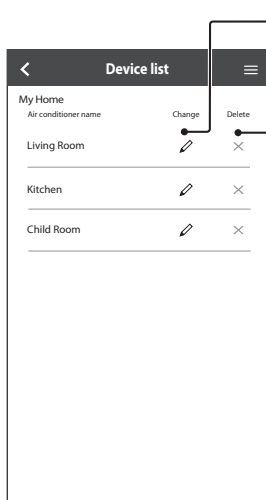 Device list
My Home
Air conditioner name Change Delete
Living Room
Kitchen
Child Room